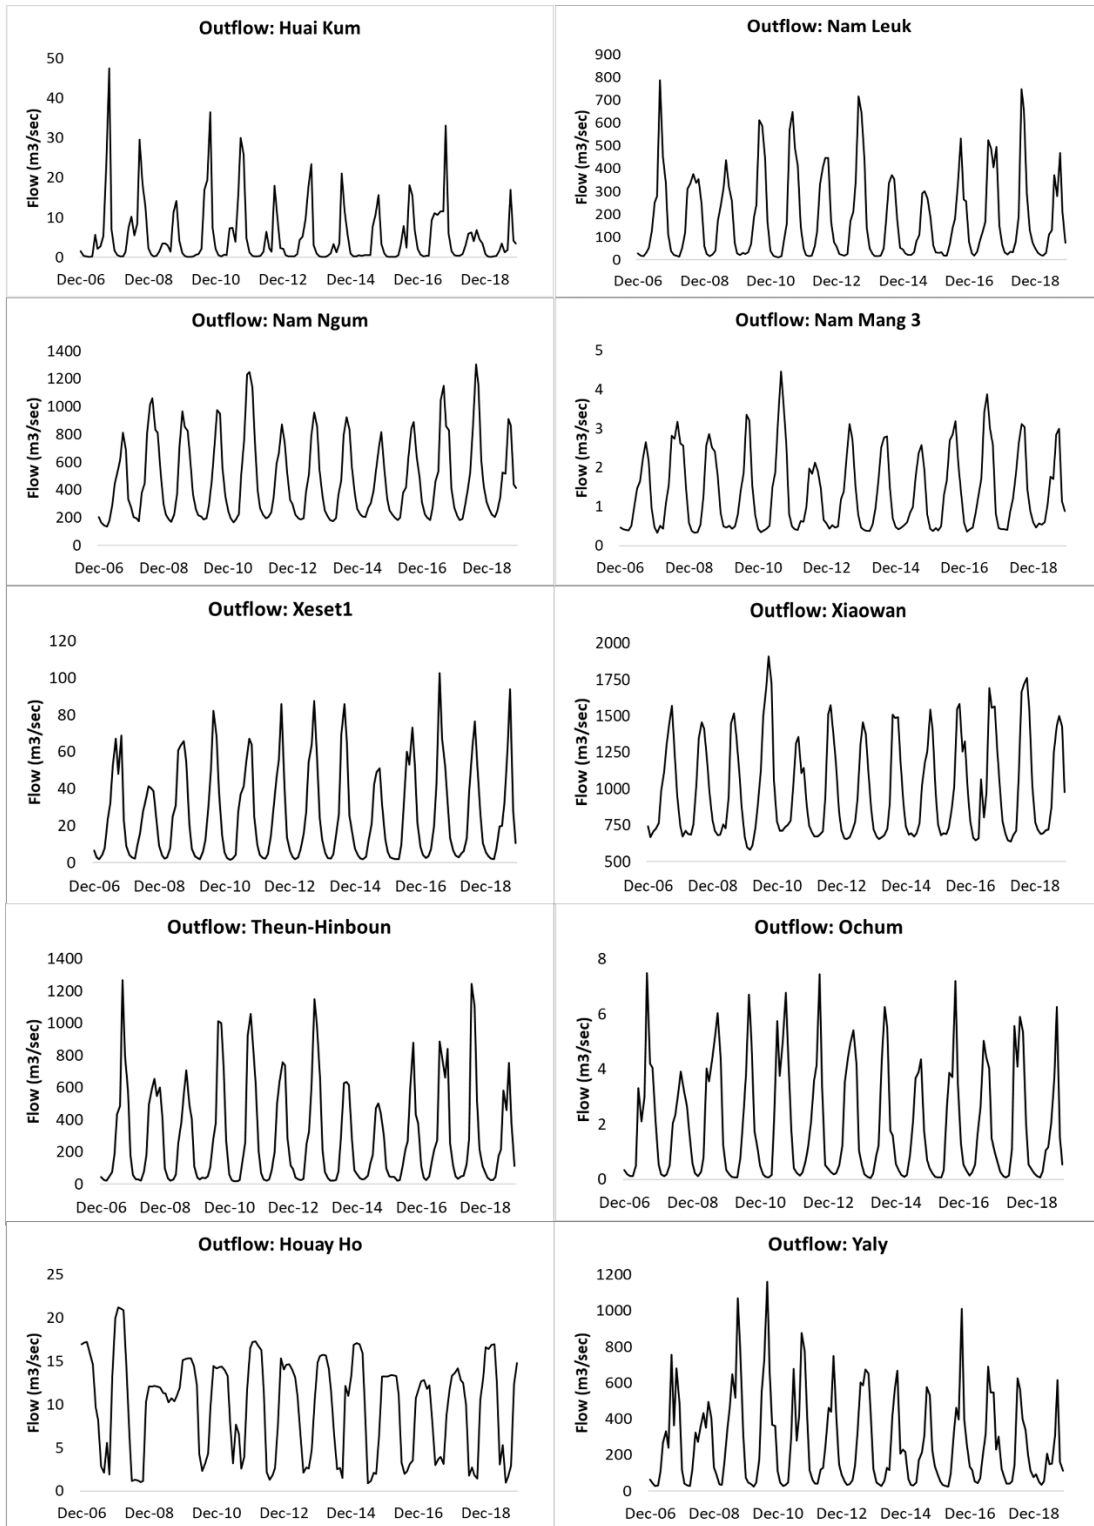 Outflow: Huai Kum
Flow (m3/sec)
50
40
30
20
10
0
Dec-06 Dec-08 Dec-10 Dec-12 Dec-14 Dec-16 Dec-18
Outflow: Nam Leuk
Flow (m3/sec)
900
800
700
600
500
400
300
200
100
0
Dec-06 Dec-08 Dec-10 Dec-12 Dec-14 Dec-16 Dec-18
Outflow: Nam Ngum
Flow (m3/sec)
1400
1200
1000
800
600
400
200
0
Dec-06 Dec-08 Dec-10 Dec-12 Dec-14 Dec-16 Dec-18
Outflow: Nam Mang 3
Flow (m3/sec)
5
4
3
2
1
0
Dec-06 Dec-08 Dec-10 Dec-12 Dec-14 Dec-16 Dec-18
Outflow: Xeset1
Flow (m3/sec)
120
100
80
60
40
20
0
Dec-06 Dec-08 Dec-10 Dec-12 Dec-14 Dec-16 Dec-18
Outflow: Xiaowan
Flow (m3/sec)
2000
1750
1500
1250
1000
750
500
Dec-06 Dec-08 Dec-10 Dec-12 Dec-14 Dec-16 Dec-18
Outflow: Theun-Hinboun
Flow (m3/sec)
1400
1200
1000
800
600
400
200
0
Dec-06 Dec-08 Dec-10 Dec-12 Dec-14 Dec-16 Dec-18
Outflow: Ochum
Flow (m3/sec)
8
6
4
2
0
Dec-06 Dec-08 Dec-10 Dec-12 Dec-14 Dec-16 Dec-18
Outflow: Houay Ho
Flow (m3/sec)
25
20
15
10
5
0
Dec-06 Dec-08 Dec-10 Dec-12 Dec-14 Dec-16 Dec-18
Outflow: Yaly
Flow (m3/sec)
1200
1000
800
600
400
200
0
Dec-06 Dec-08 Dec-10 Dec-12 Dec-14 Dec-16 Dec-18